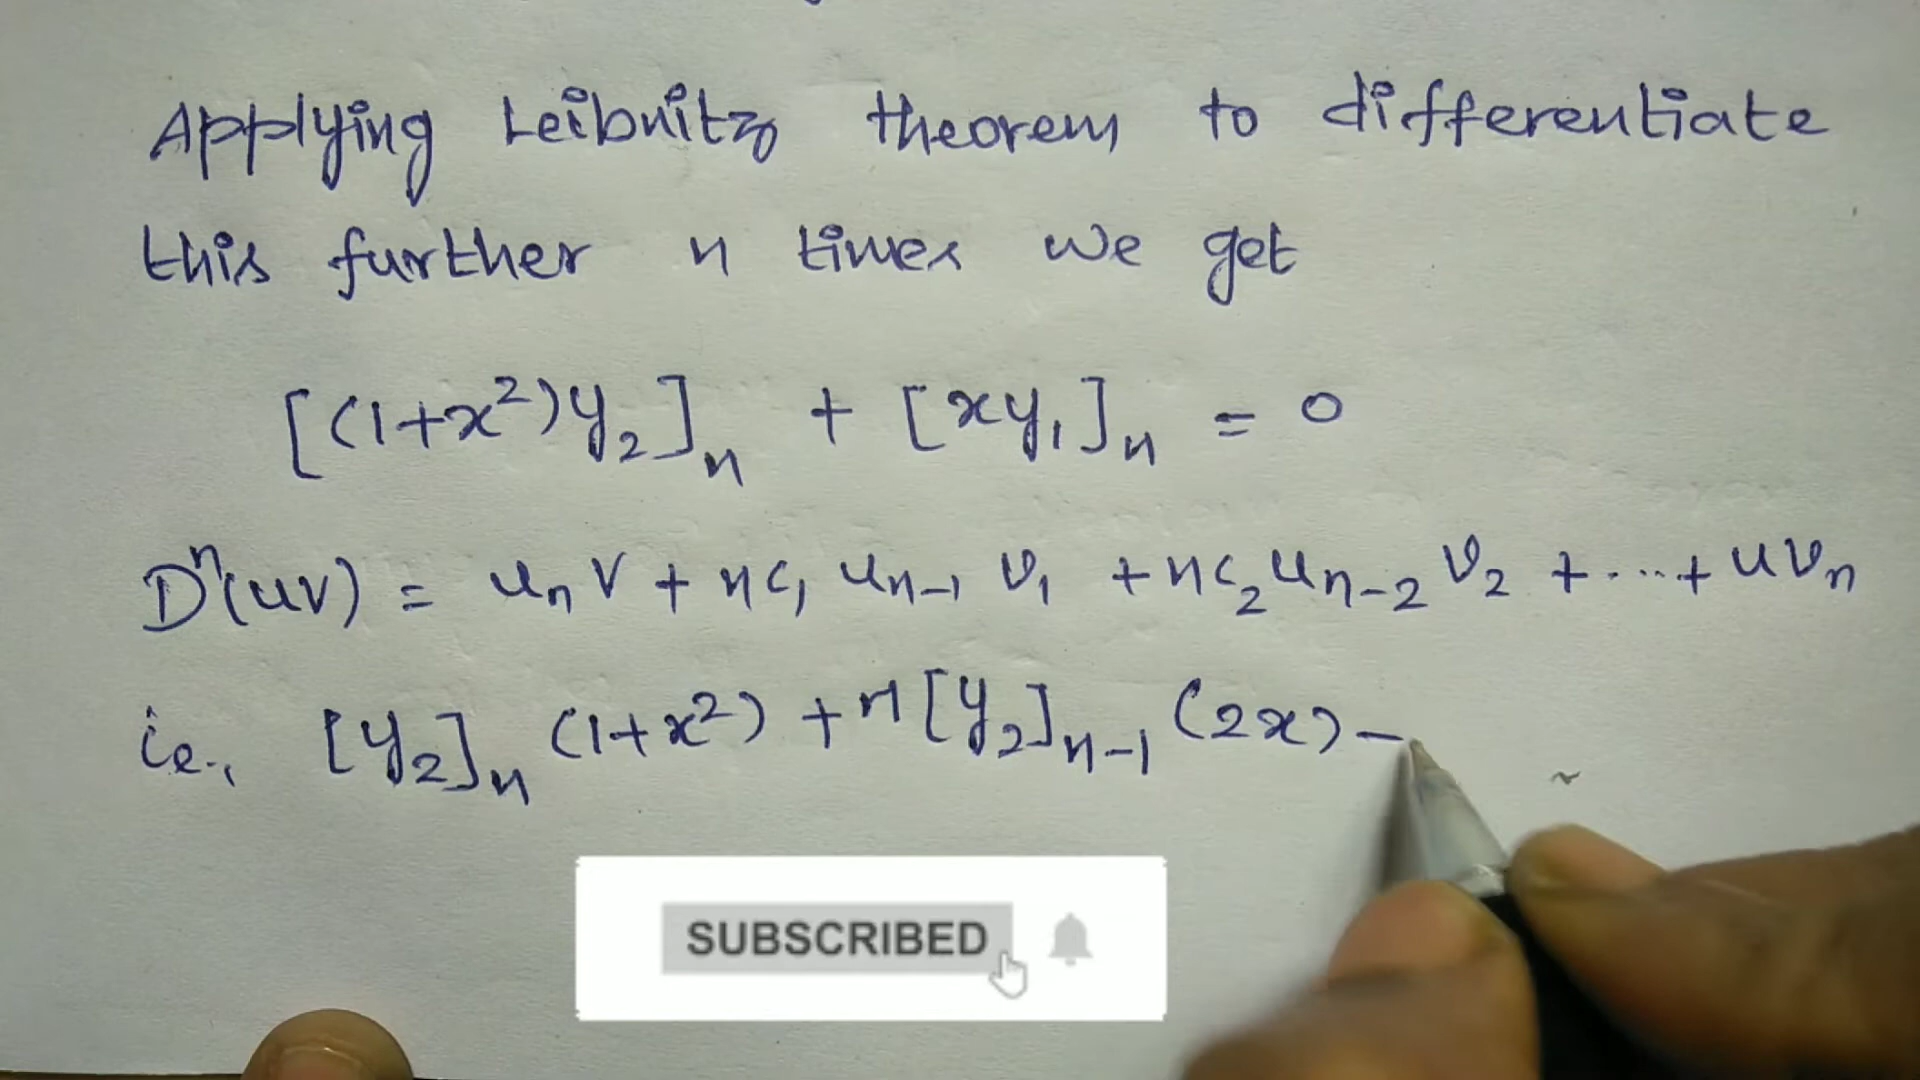 Applying Leibnitz theorem to differentiate
this further n times we get
[(1+x²)y₂]ₙ + [xy₁]ₙ = 0
Dⁿ(uv) = uₙv + nc₁ uₙ₋₁ v₁ + nc₂ uₙ₋₂ v₂ + ... + uvₙ
ie., [y₂]ₙ (1+x²) + n[y₂]ₙ₋₁ (2x) -
SUBSCRIBED